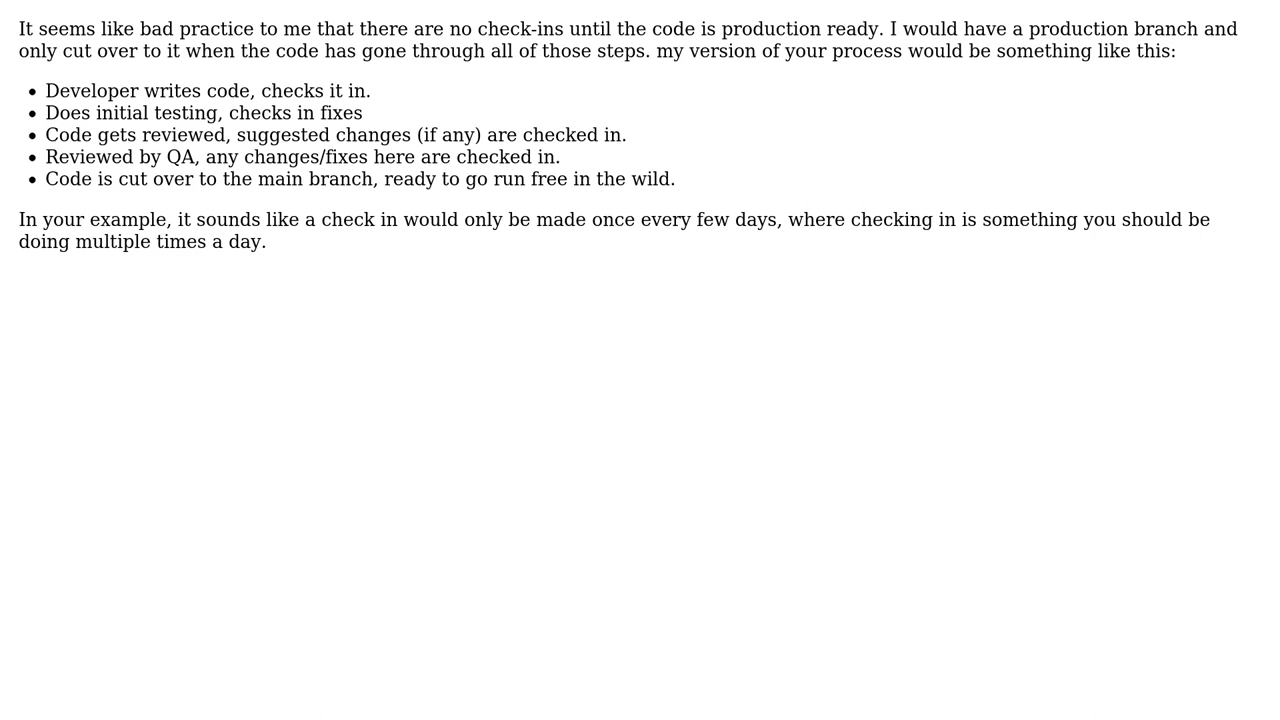 It seems like bad practice to me that there are no check-ins until the code is production ready. I would have a production branch and
only cut over to it when the code has gone through all of those steps. my version of your process would be something like this:
• Developer writes code, checks it in.
• Does initial testing, checks in fixes
• Code gets reviewed, suggested changes (if any) are checked in.
• Reviewed by QA, any changes/fixes here are checked in.
• Code is cut over to the main branch, ready to go run free in the wild.
In your example, it sounds like a check in would only be made once every few days, where checking in is something you should be
doing multiple times a day.